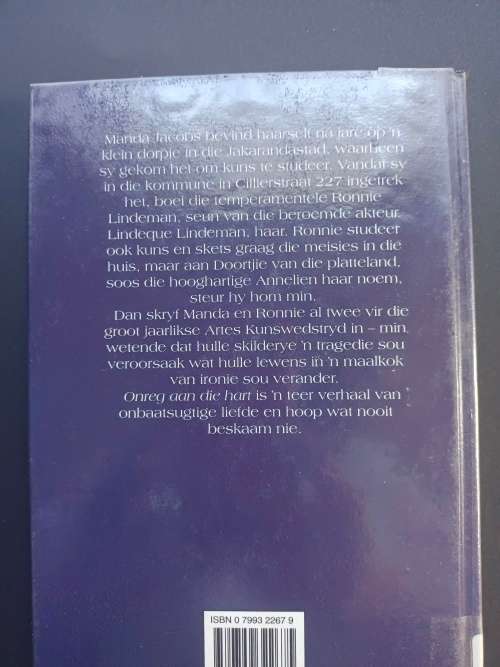 Manda Jacobs bevind haarself na jare op 'n
klein dorpie in die Jakarandastad, waarheen
sy gekom het om kuns te studeer. Vandat sy
in die kommune in Cilliersstraat 227 ingetrek
het, boei die temperamentele Ronnie
Lindeman, seun van die beroemde akteur,
Lindeque Lindeman, haar. Ronnie studeer
ook kuns en skets graag die meisies in die
huis, maar aan Doortjie van die platteland,
soos die hooghartige Annelien haar noem,
steur hy hom min.
Dan skryf Manda en Ronnie al twee vir die
groot jaarlikse Artes Kunswedstryd in – min
wetende dat hulle skilderye 'n tragedie sou
veroorsaak wat hulle lewens in 'n maalkolk
van ironie sou verander.
Onreg aan die hart is 'n teer verhaal van
onbaatsugtige liefde en hoop wat nooit
beskaam nie.
ISBN 0 7993 2267 9